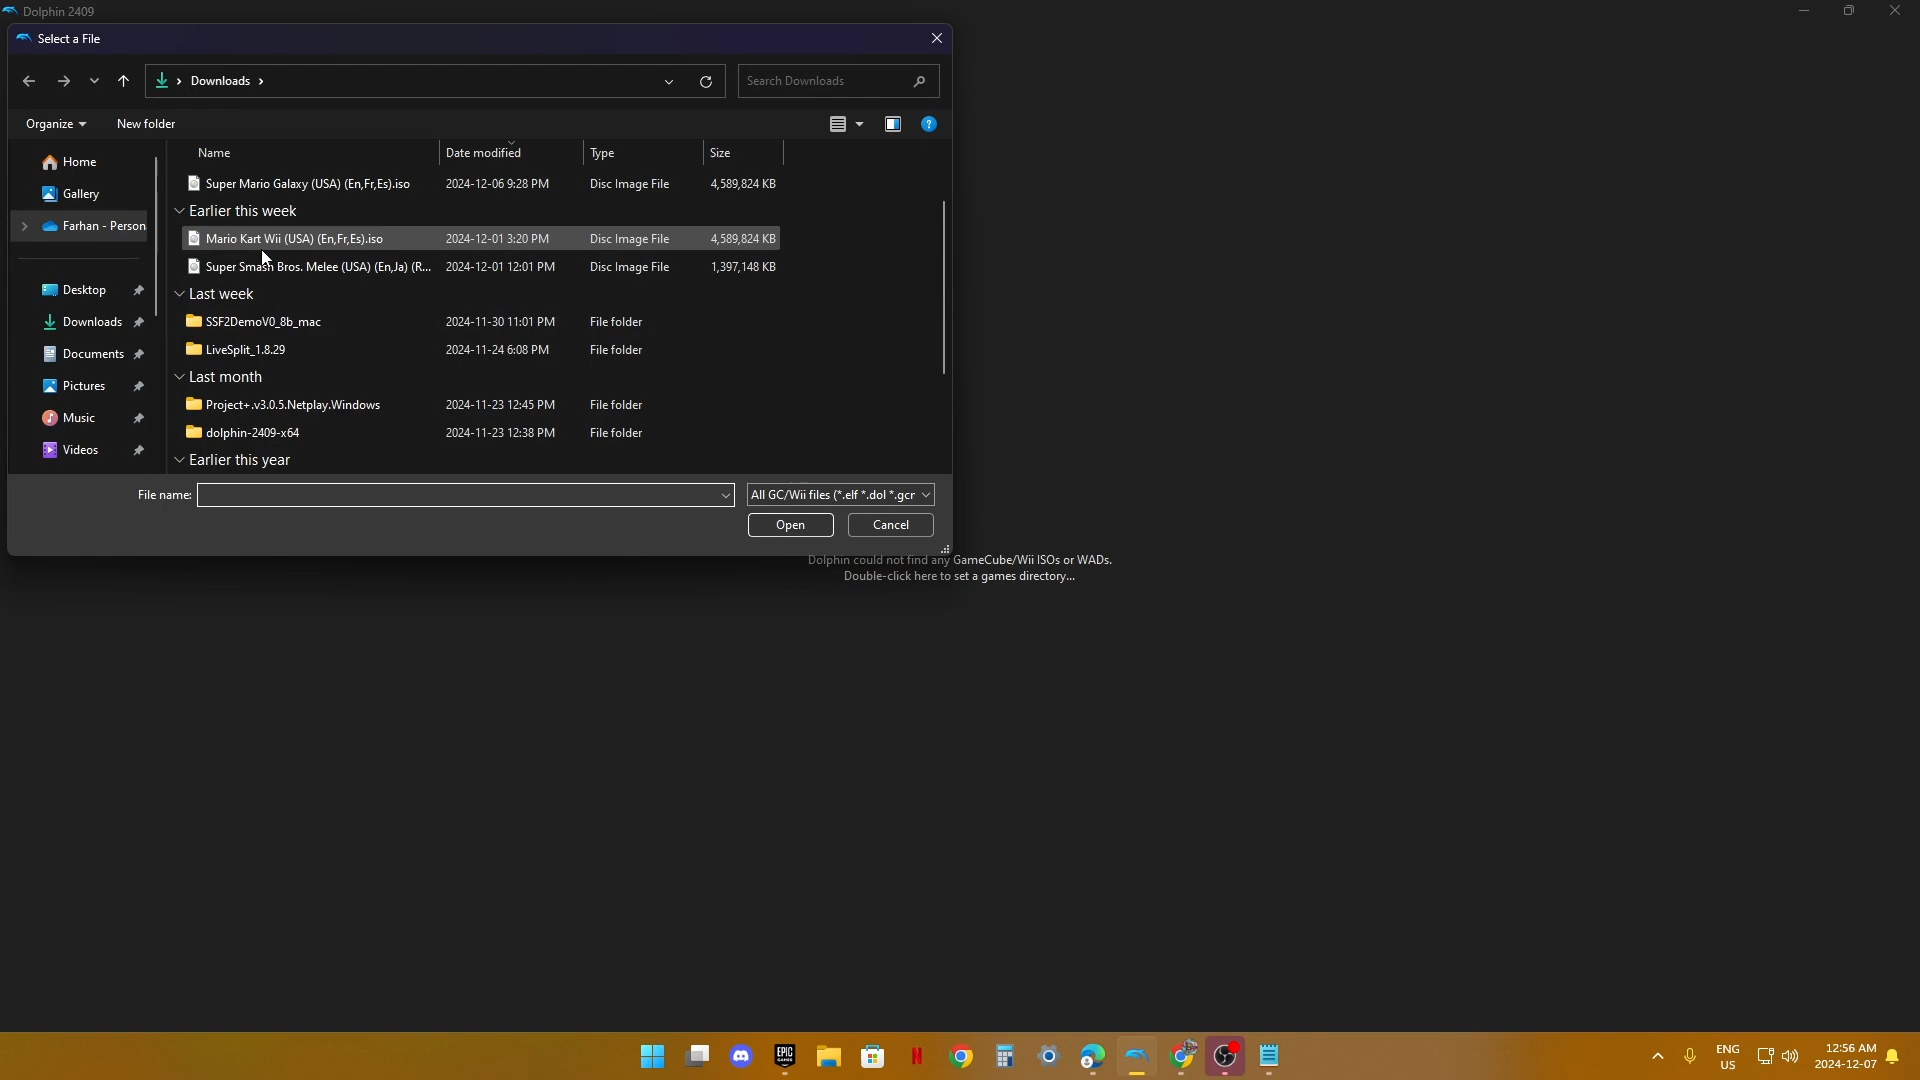 Dolphin 2409
Select a File
Downloads
Search Downloads
Organize
New folder
Name
Date modified
Type
Size
Home
Gallery
Farhan - Person
Desktop
Downloads
Documents
Pictures
Music
Videos
Super Mario Galaxy (USA) (En,Fr,Es).iso 2024-12-06 9:28 PM Disc Image File 4,589,824 KB
Earlier this week
Mario Kart Wii (USA) (En,Fr,Es).iso 2024-12-01 3:20 PM Disc Image File 4,589,824 KB
Super Smash Bros. Melee (USA) (En,Ja) (R... 2024-12-01 12:01 PM Disc Image File 1,397,148 KB
Last week
SSF2DemoV0_8b_mac 2024-11-30 11:01 PM File folder
LiveSplit_1.8.29 2024-11-24 6:08 PM File folder
Last month
Project+.v3.0.5.Netplay.Windows 2024-11-23 12:45 PM File folder
dolphin-2409-x64 2024-11-23 12:38 PM File folder
Earlier this year
File name:
All GC/Wii files (*.elf *.dol *.gcr
Open
Cancel
Dolphin could not find any GameCube/Wii ISOs or WADs.
Double-click here to set a games directory...
EPIC
GAMES
N
ENG
US
12:56 AM
2024-12-07